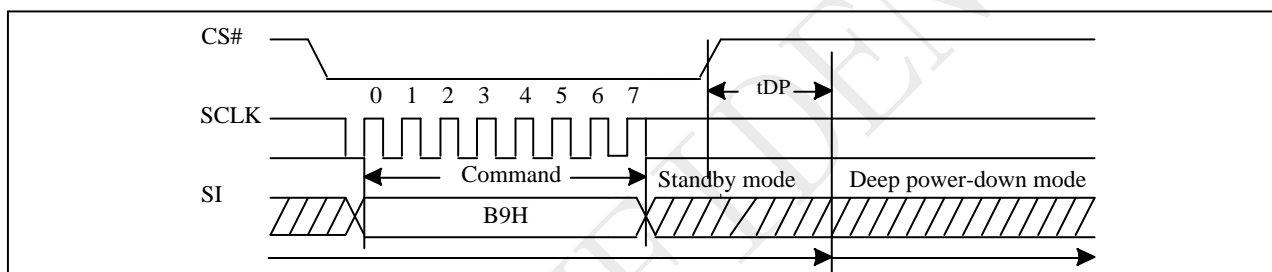 CS#
0 1 2 3 4 5 6 7
tDP
SCLK
Command
Standby mode
Deep power-down mode
SI
B9H